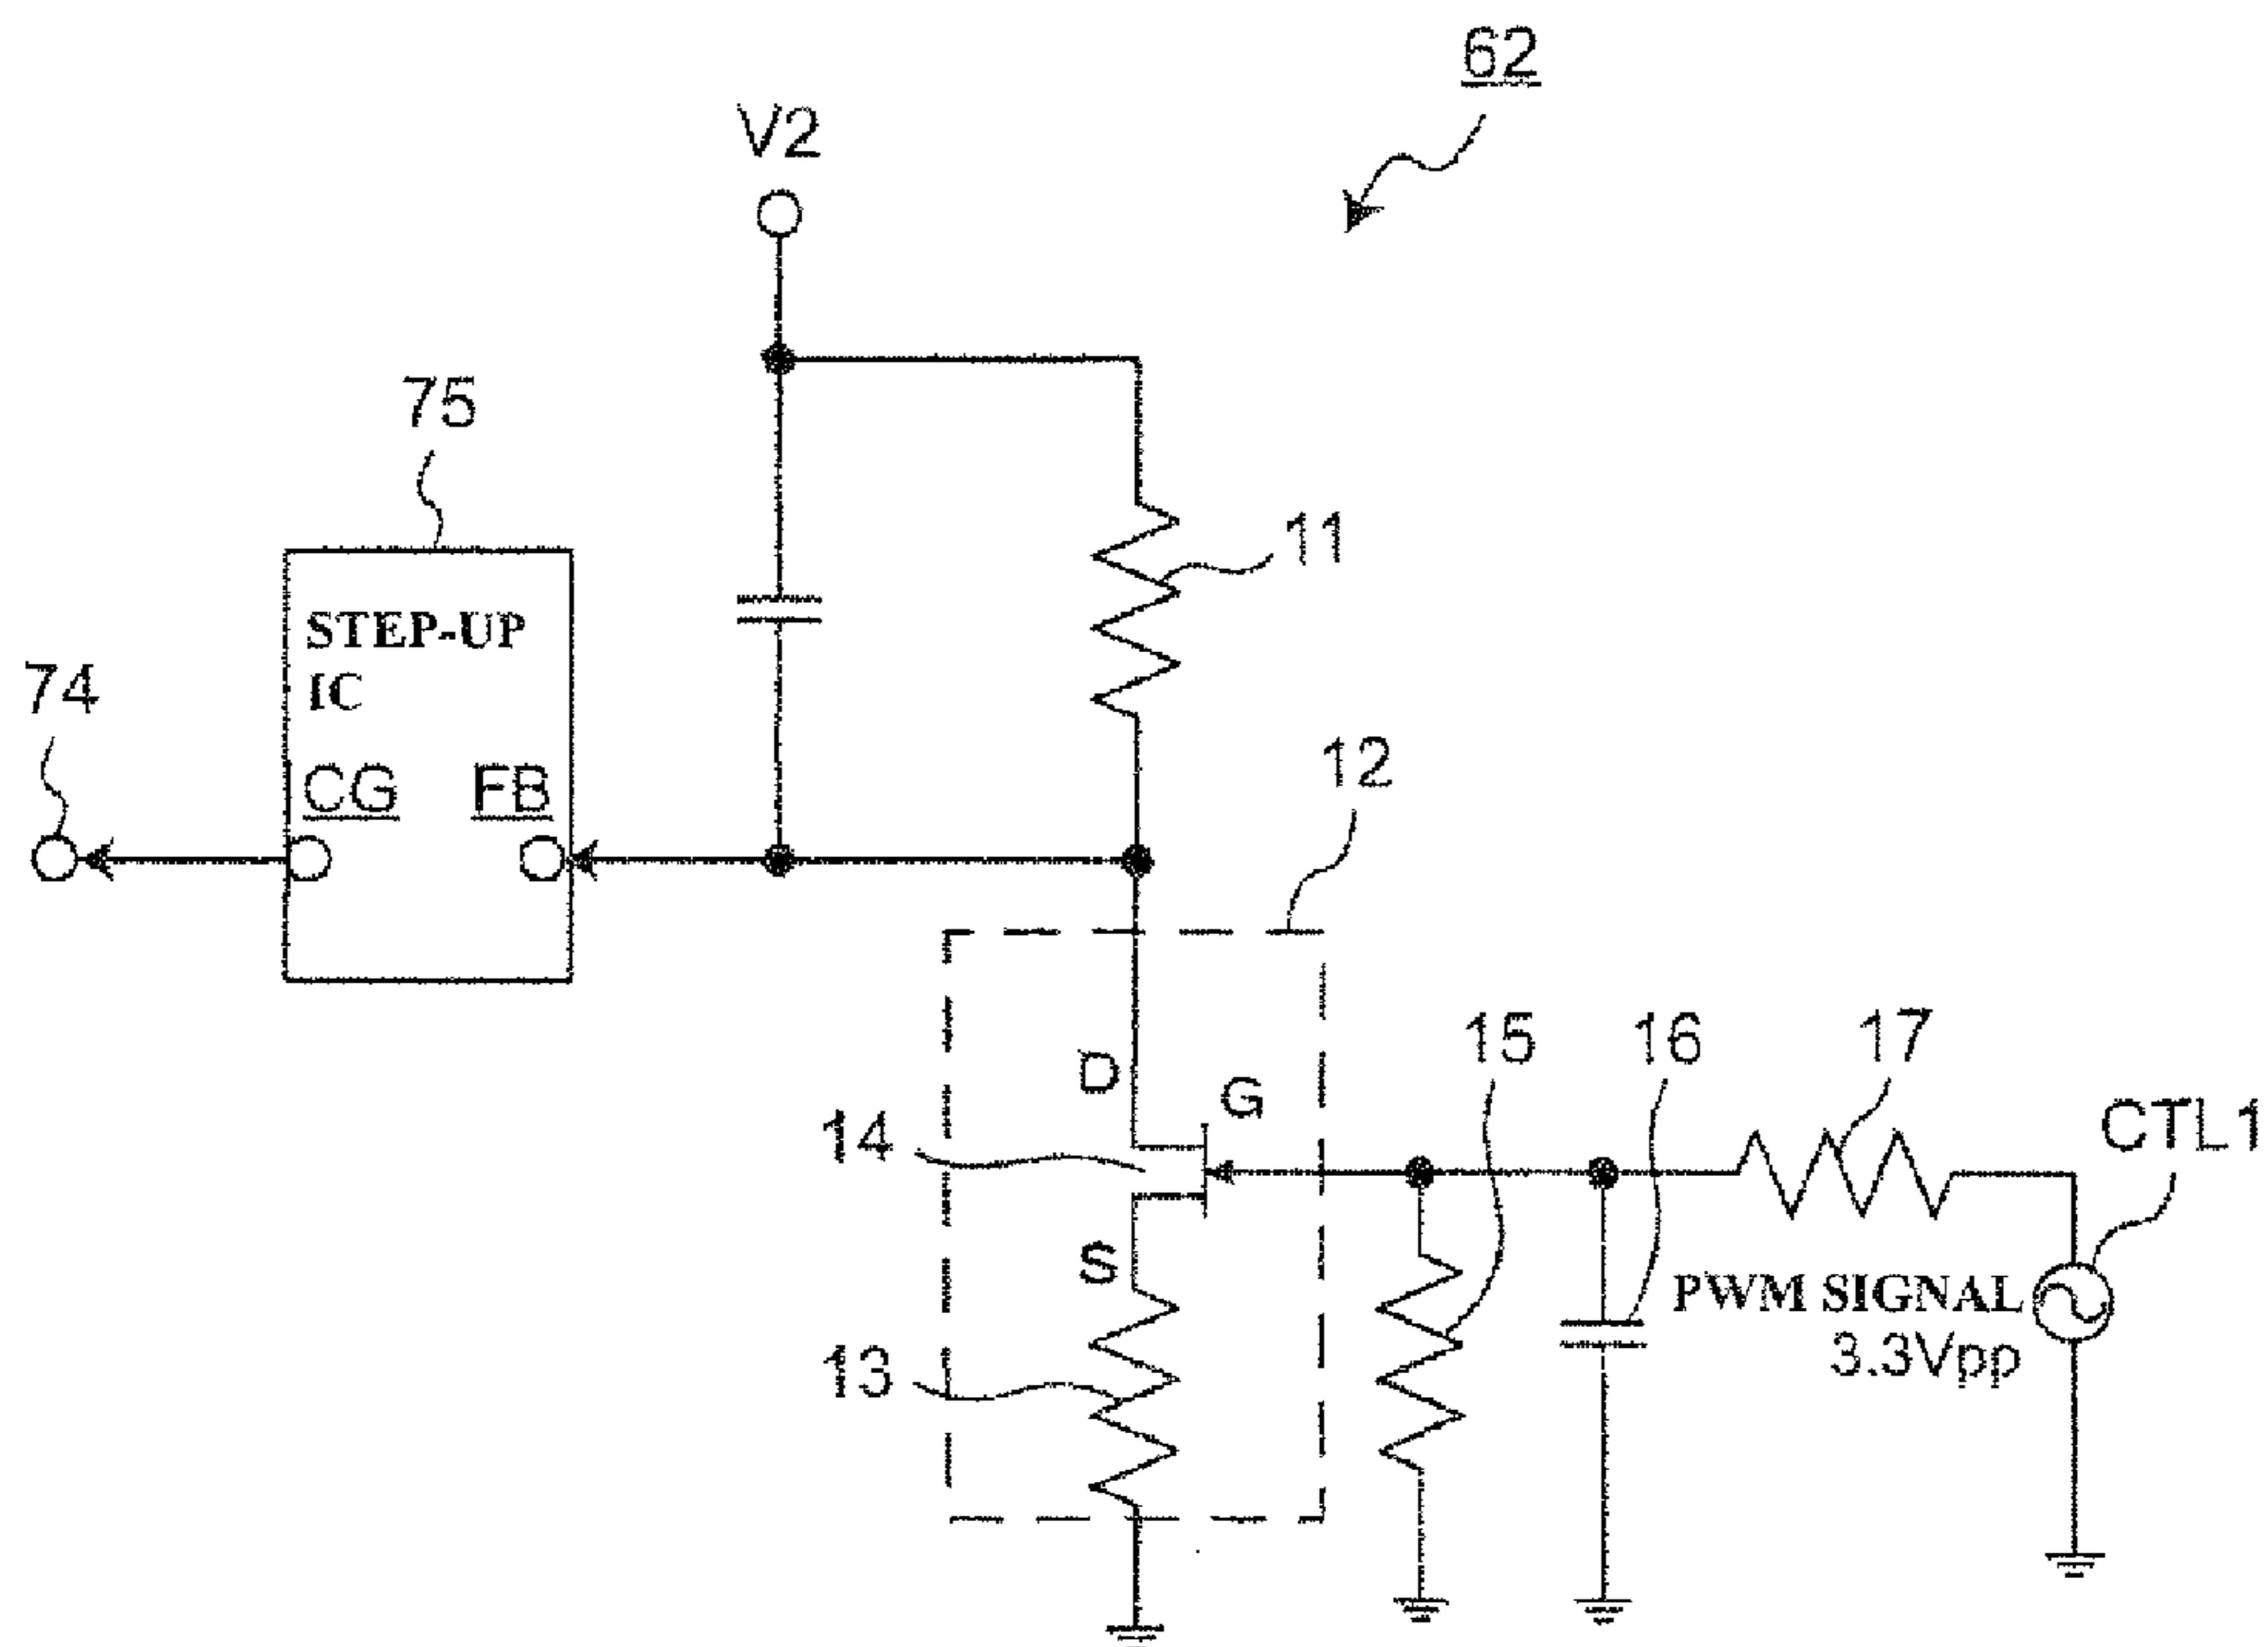 62
V2
75
11
STEP-UP
IC
74
CG FB
12
D
G
14
15
16
17
CTL1
S
PWM SIGNAL
3.3Vpp
13